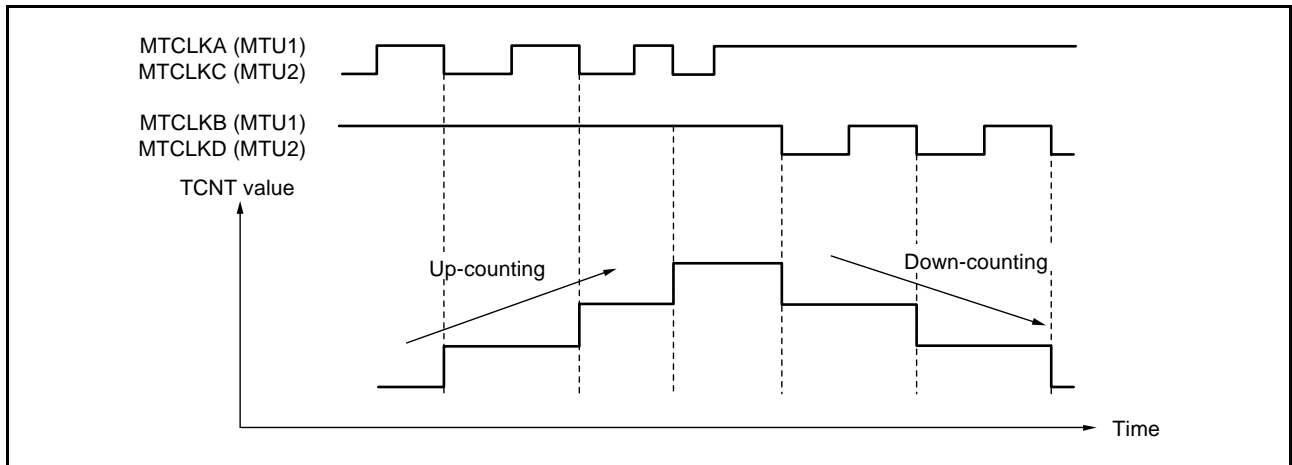 MTCLKA (MTU1)
MTCLKC (MTU2)
MTCLKB (MTU1)
MTCLKD (MTU2)
TCNT value
Up-counting
Down-counting
Time